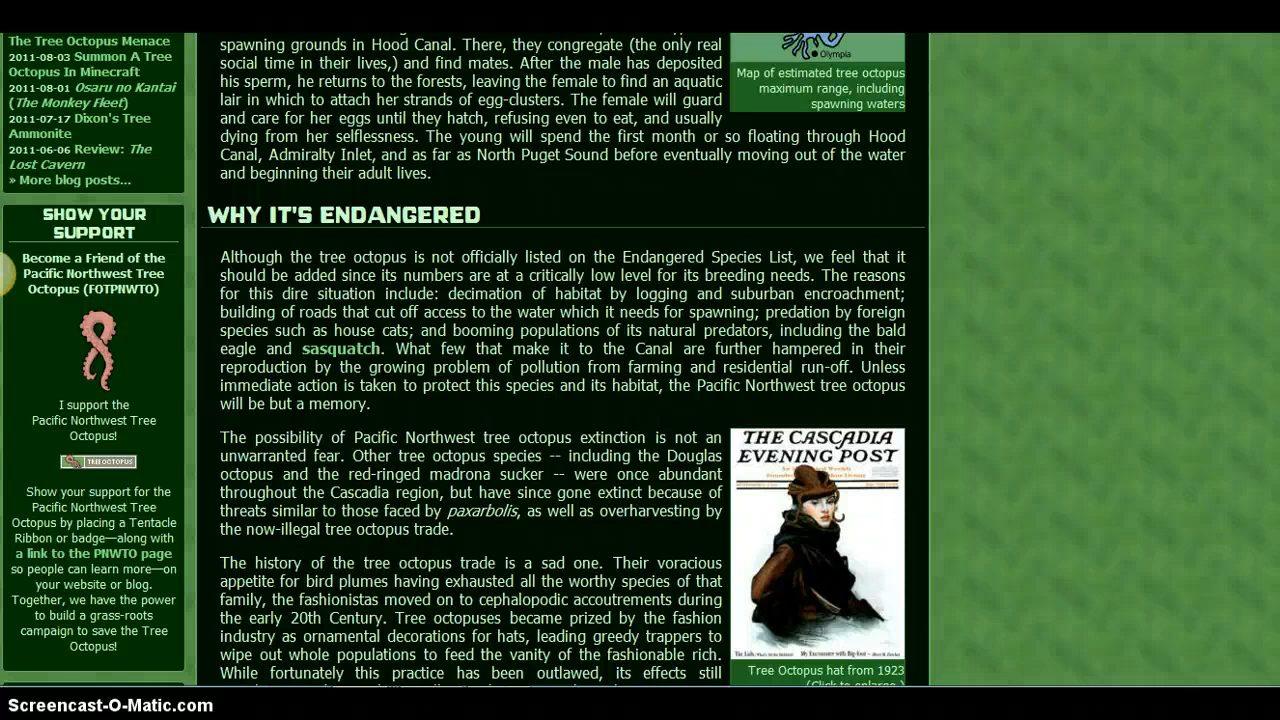 The Tree Octopus Menace
2011-08-03 Summon A Tree
Octopus In Minecraft
2011-08-01 Osaru no Kantai
(The Monkey Fleet)
2011-07-17 Dixon's Tree
Ammonite
2011-06-06 Review: The
Lost Cavern
» More blog posts...
SHOW YOUR
SUPPORT
Become a Friend of the
Pacific Northwest Tree
Octopus (FOTPNWTO)
I support the
Pacific Northwest Tree
Octopus!
TREE OCTOPUS
Show your support for the
Pacific Northwest Tree
Octopus by placing a Tentacle
Ribbon or badge—along with
a link to the PNWTO page
so people can learn more—on
your website or blog.
Together, we have the power
to build a grass-roots
campaign to save the Tree
Octopus!
spawning grounds in Hood Canal. There, they congregate (the only real
social time in their lives,) and find mates. After the male has deposited
his sperm, he returns to the forests, leaving the female to find an aquatic
lair in which to attach her strands of egg-clusters. The female will guard
and care for her eggs until they hatch, refusing even to eat, and usually
dying from her selflessness. The young will spend the first month or so floating through Hood
Canal, Admiralty Inlet, and as far as North Puget Sound before eventually moving out of the water
and beginning their adult lives.
Olympia
Map of estimated tree octopus
maximum range, including
spawning waters
WHY IT'S ENDANGERED
Although the tree octopus is not officially listed on the Endangered Species List, we feel that it
should be added since its numbers are at a critically low level for its breeding needs. The reasons
for this dire situation include: decimation of habitat by logging and suburban encroachment;
building of roads that cut off access to the water which it needs for spawning; predation by foreign
species such as house cats; and booming populations of its natural predators, including the bald
eagle and sasquatch. What few that make it to the Canal are further hampered in their
reproduction by the growing problem of pollution from farming and residential run-off. Unless
immediate action is taken to protect this species and its habitat, the Pacific Northwest tree octopus
will be but a memory.
The possibility of Pacific Northwest tree octopus extinction is not an
unwarranted fear. Other tree octopus species -- including the Douglas
octopus and the red-ringed madrona sucker -- were once abundant
throughout the Cascadia region, but have since gone extinct because of
threats similar to those faced by paxarbolis, as well as overharvesting by
the now-illegal tree octopus trade.
The history of the tree octopus trade is a sad one. Their voracious
appetite for bird plumes having exhausted all the worthy species of that
family, the fashionistas moved on to cephalopodic accoutrements during
the early 20th Century. Tree octopuses became prized by the fashion
industry as ornamental decorations for hats, leading greedy trappers to
wipe out whole populations to feed the vanity of the fashionable rich.
While fortunately this practice has been outlawed, its effects still
THE CASCADIA
EVENING POST
Tree Octopus hat from 1923
(Click to enlarge.)
Screencast-O-Matic.com